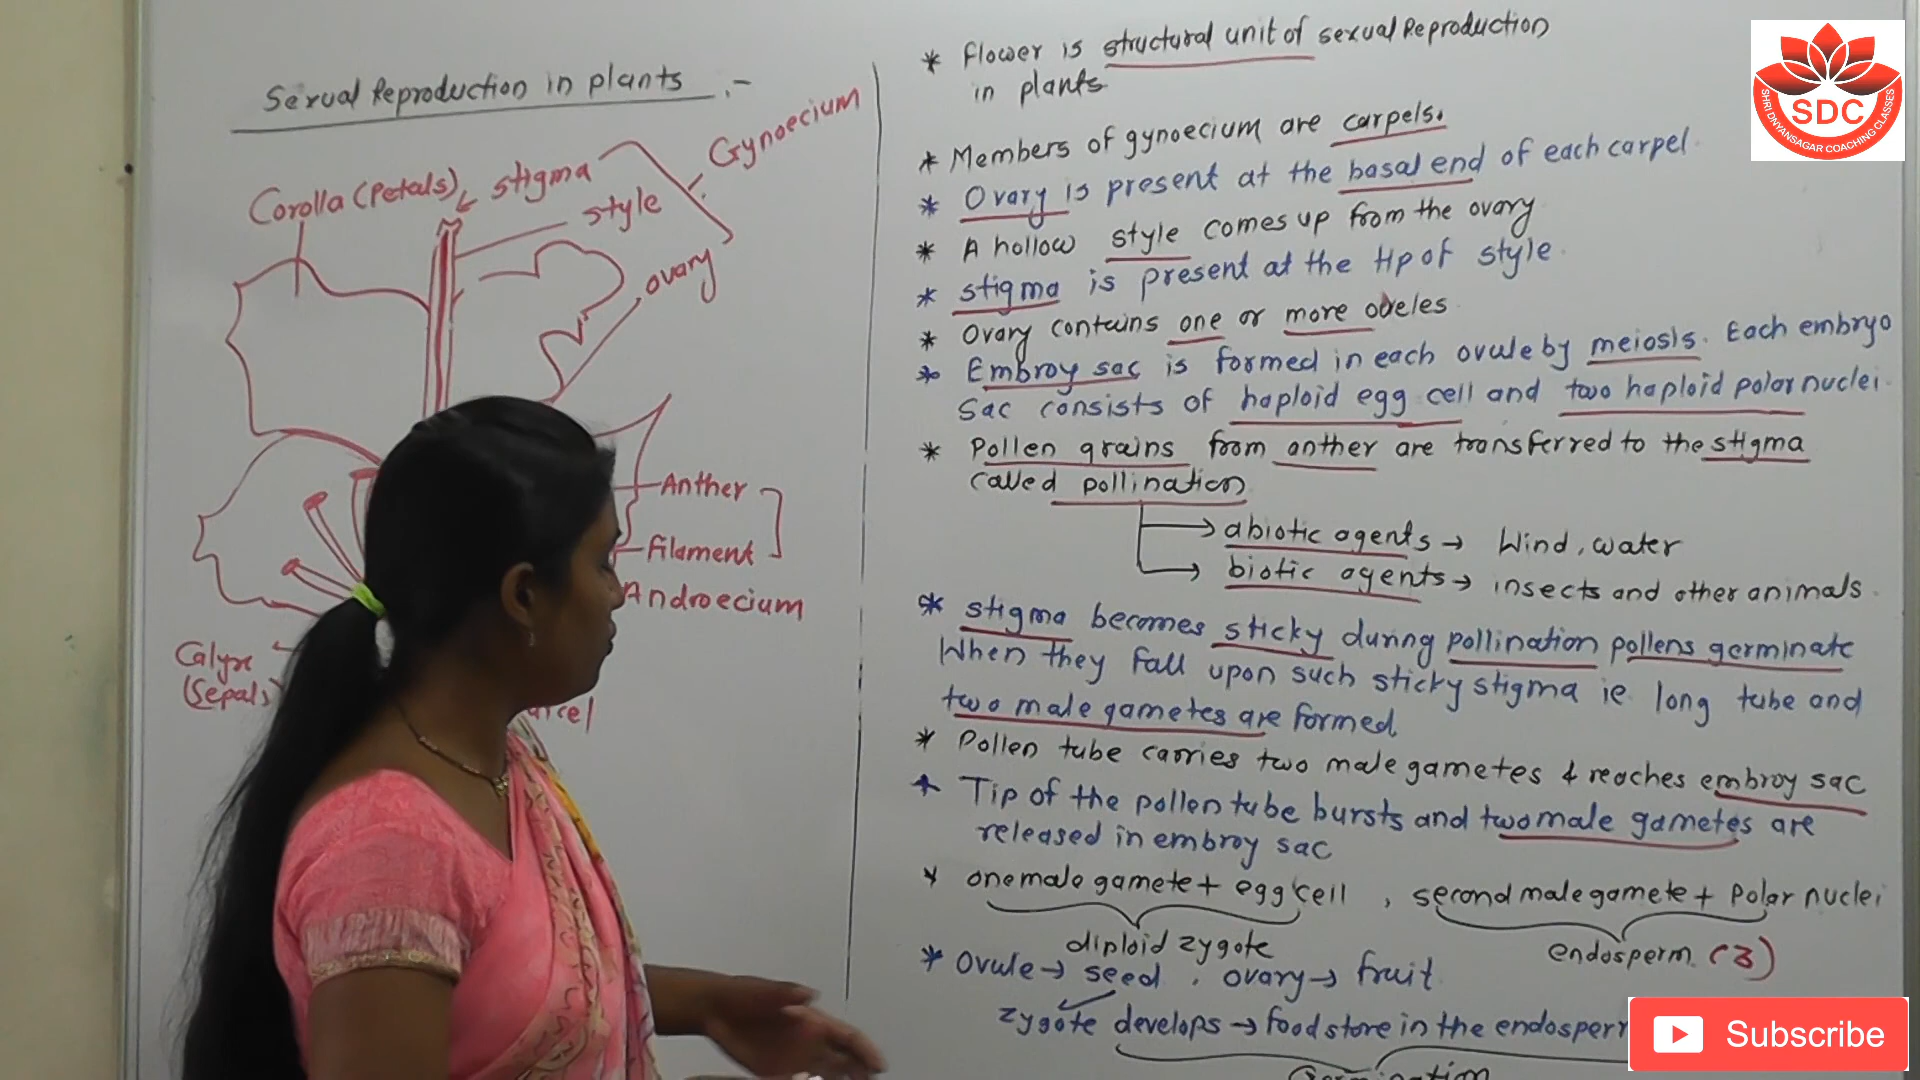 Sexual Reproduction in plants :-
Corolla (Petals)
stigma
style
Gynoecium
ovary
Anther
Filament
Androecium
Calyx
(Sepals)
* Flower is structural unit of sexual Reproduction
in plants
* Members of gynoecium are carpels.
* Ovary is present at the basal end of each carpel
* A hollow style comes up from the ovary
* stigma is present at the tip of style.
* Ovary contains one or more oveles
* Embroy sac is formed in each ovule by meiosis. Each embryo
Sac consists of haploid egg cell and two haploid polar nuclei.
* Pollen grains from anther are transferred to the stigma
called pollination
→ abiotic agents → Wind, water
→ biotic agents → insects and other animals.
* stigma becomes sticky during pollination pollens germinate
When they fall upon such sticky stigma ie. long tube and
two male gametes are formed
* Pollen tube carries two male gametes & reaches embroy sac
* Tip of the pollen tube bursts and two male gametes are
released in embroy sac
* one male gamete + egg cell , second male gamete + Polar nuclei
diploid zygote
endosperm (3)
* Ovule → seed , ovary → fruit
zygote develops → food store in the
SDC
SHRI DNYANSAGAR COACHING CLASSES
Subscribe